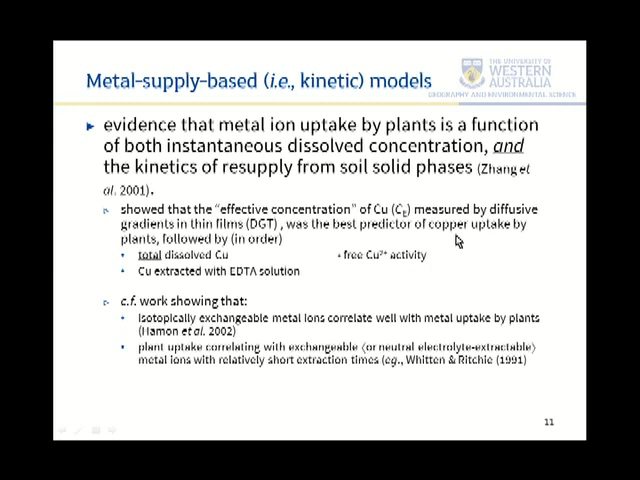 Metal-supply-based (i.e., kinetic) models
THE UNIVERSITY OF
WESTERN
AUSTRALIA
GEOGRAPHY AND ENVIRONMENTAL SCIENCE
evidence that metal ion uptake by plants is a function
of both instantaneous dissolved concentration, and
the kinetics of resupply from soil solid phases (Zhang et
al. 2001).
showed that the "effective concentration" of Cu (CE) measured by diffusive
gradients in thin films (DGT) , was the best predictor of copper uptake by
plants, followed by (in order)
• total dissolved Cu • free Cu²⁺ activity
• Cu extracted with EDTA solution
c.f. work showing that:
• isotopically exchangeable metal ions correlate well with metal uptake by plants
(Hamon et al. 2002)
• plant uptake correlating with exchangeable (or neutral electrolyte-extractable)
metal ions with relatively short extraction times (eg., Whitten & Ritchie (1991)
11